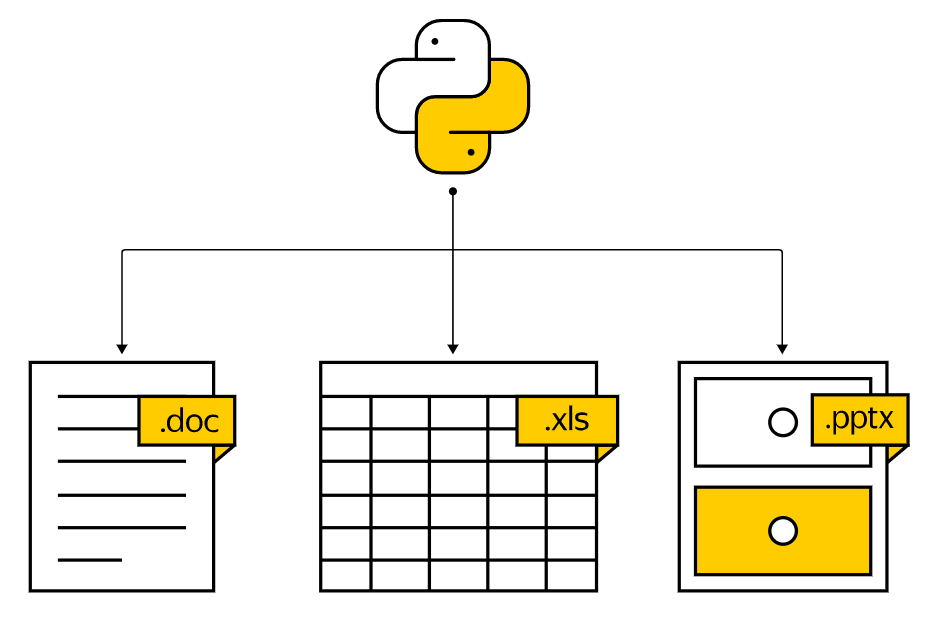 .doc
.xls
.pptx